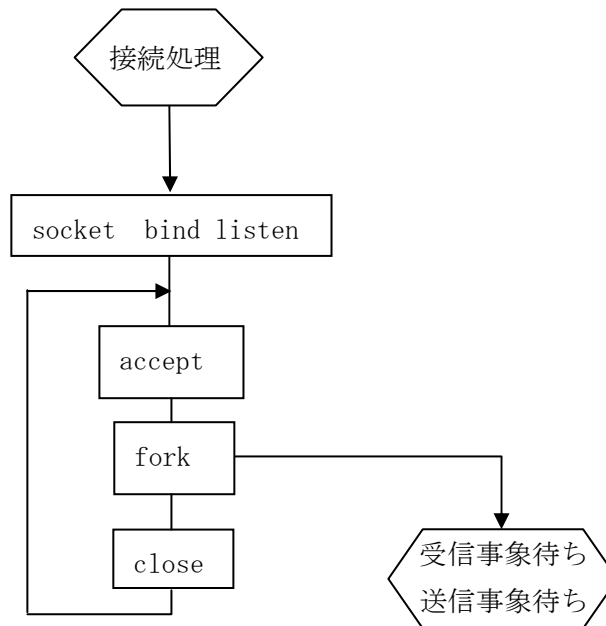 接続処理
socket bind listen
accept
fork
close
受信事象待ち
送信事象待ち